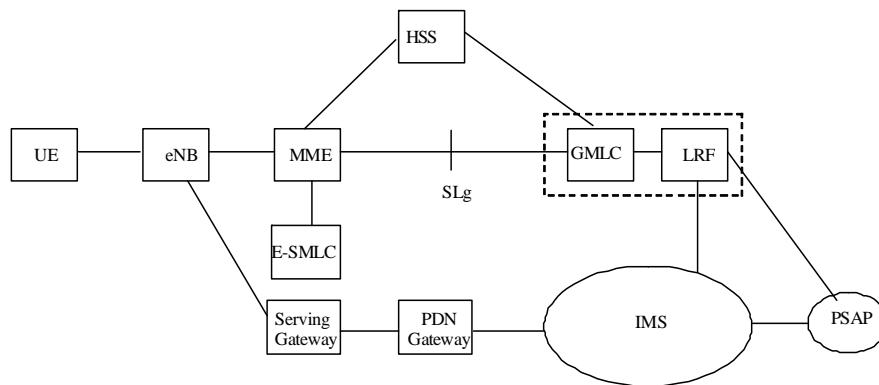 HSS
UE
eNB
MME
GMLC
LRF
SLg
E-SMLC
Serving
Gateway
PDN
Gateway
IMS
PSAP